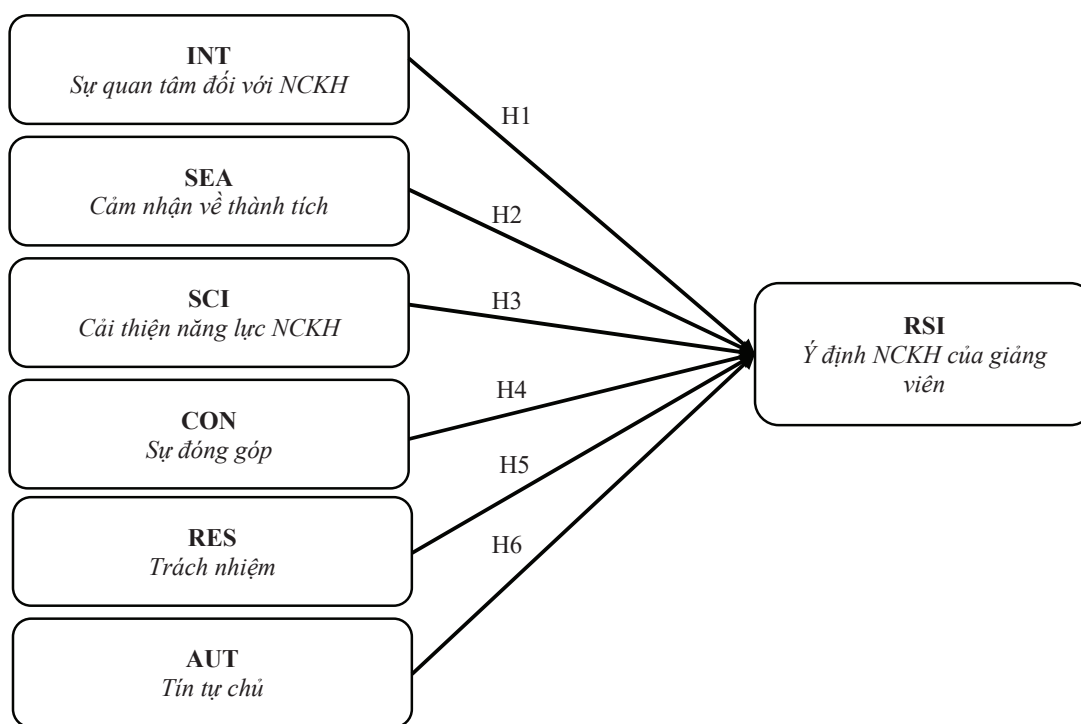 INT
Sự quan tâm đối với NCKH
H1
SEA
Cảm nhận về thành tích
H2
SCI
Cải thiện năng lực NCKH
H3
CON
Sự đóng góp
H4
RES
Trách nhiệm
H5
AUT
Tín tự chủ
H6
RSI
Ý định NCKH của giảng
viên